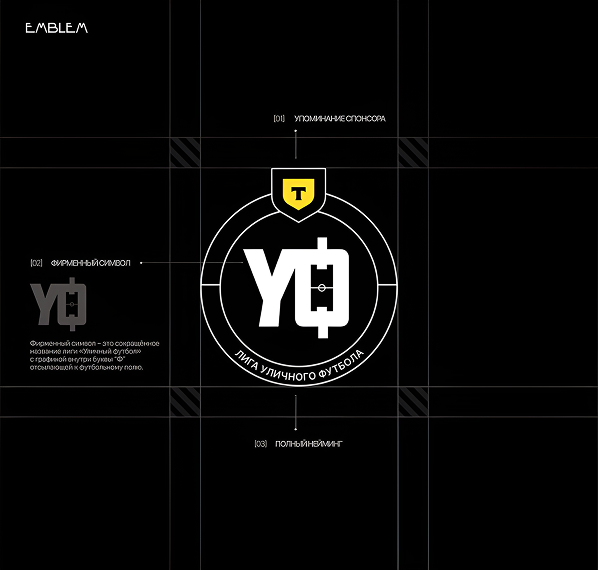 EMBLEM
[01] УПОМИНАНИЕ СПОНСОРА
Т
[02] ФИРМЕННЫЙ СИМВОЛ
УФ
УФ
Фирменный символ – это сокращённое
название лиги «Уличный футбол»
с графикой внутри буквы "Ф"
отсылающей к футбольному полю.
ЛИГА УЛИЧНОГО ФУТБОЛА
[03] ПОЛНЫЙ НЕЙМИНГ